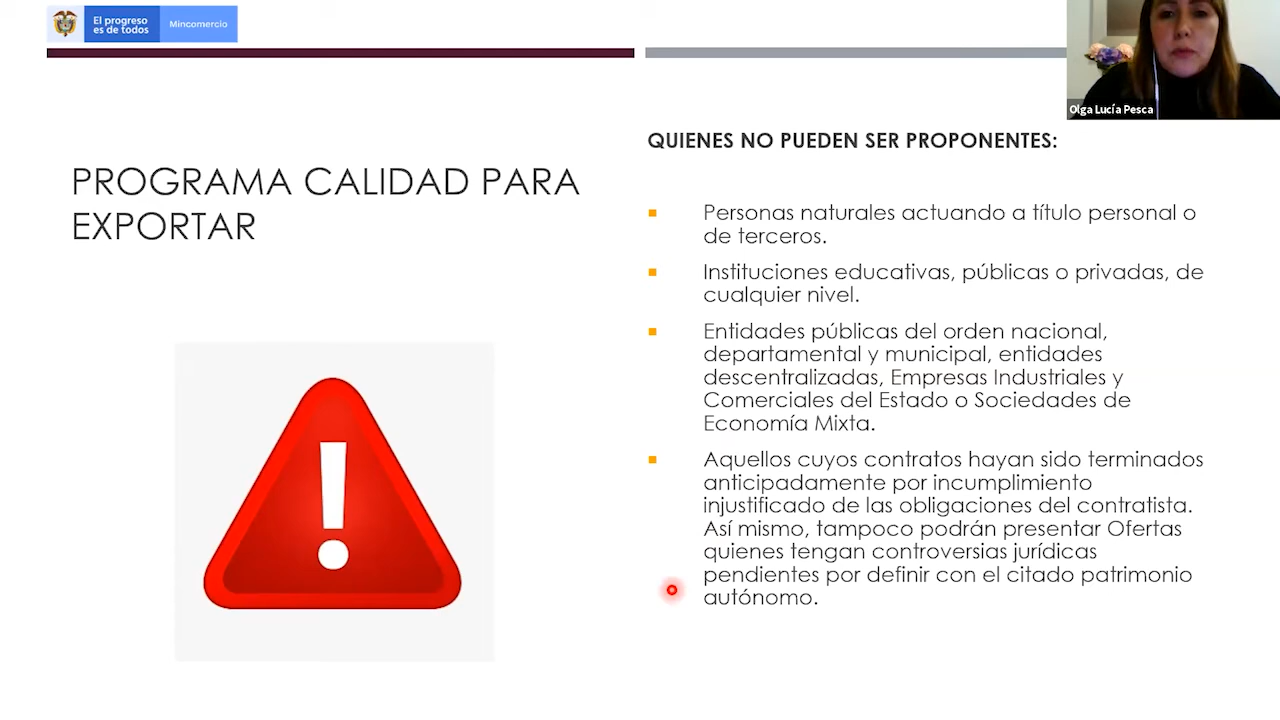 El progreso
es de todos
Mincomercio
Olga Lucía Pesca
PROGRAMA CALIDAD PARA
EXPORTAR
QUIENES NO PUEDEN SER PROPONENTES:
Personas naturales actuando a título personal o
de terceros.
Instituciones educativas, públicas o privadas, de
cualquier nivel.
Entidades públicas del orden nacional,
departamental y municipal, entidades
descentralizadas, Empresas Industriales y
Comerciales del Estado o Sociedades de
Economía Mixta.
Aquellos cuyos contratos hayan sido terminados
anticipadamente por incumplimiento
injustificado de las obligaciones del contratista.
Así mismo, tampoco podrán presentar Ofertas
quienes tengan controversias jurídicas
pendientes por definir con el citado patrimonio
autónomo.